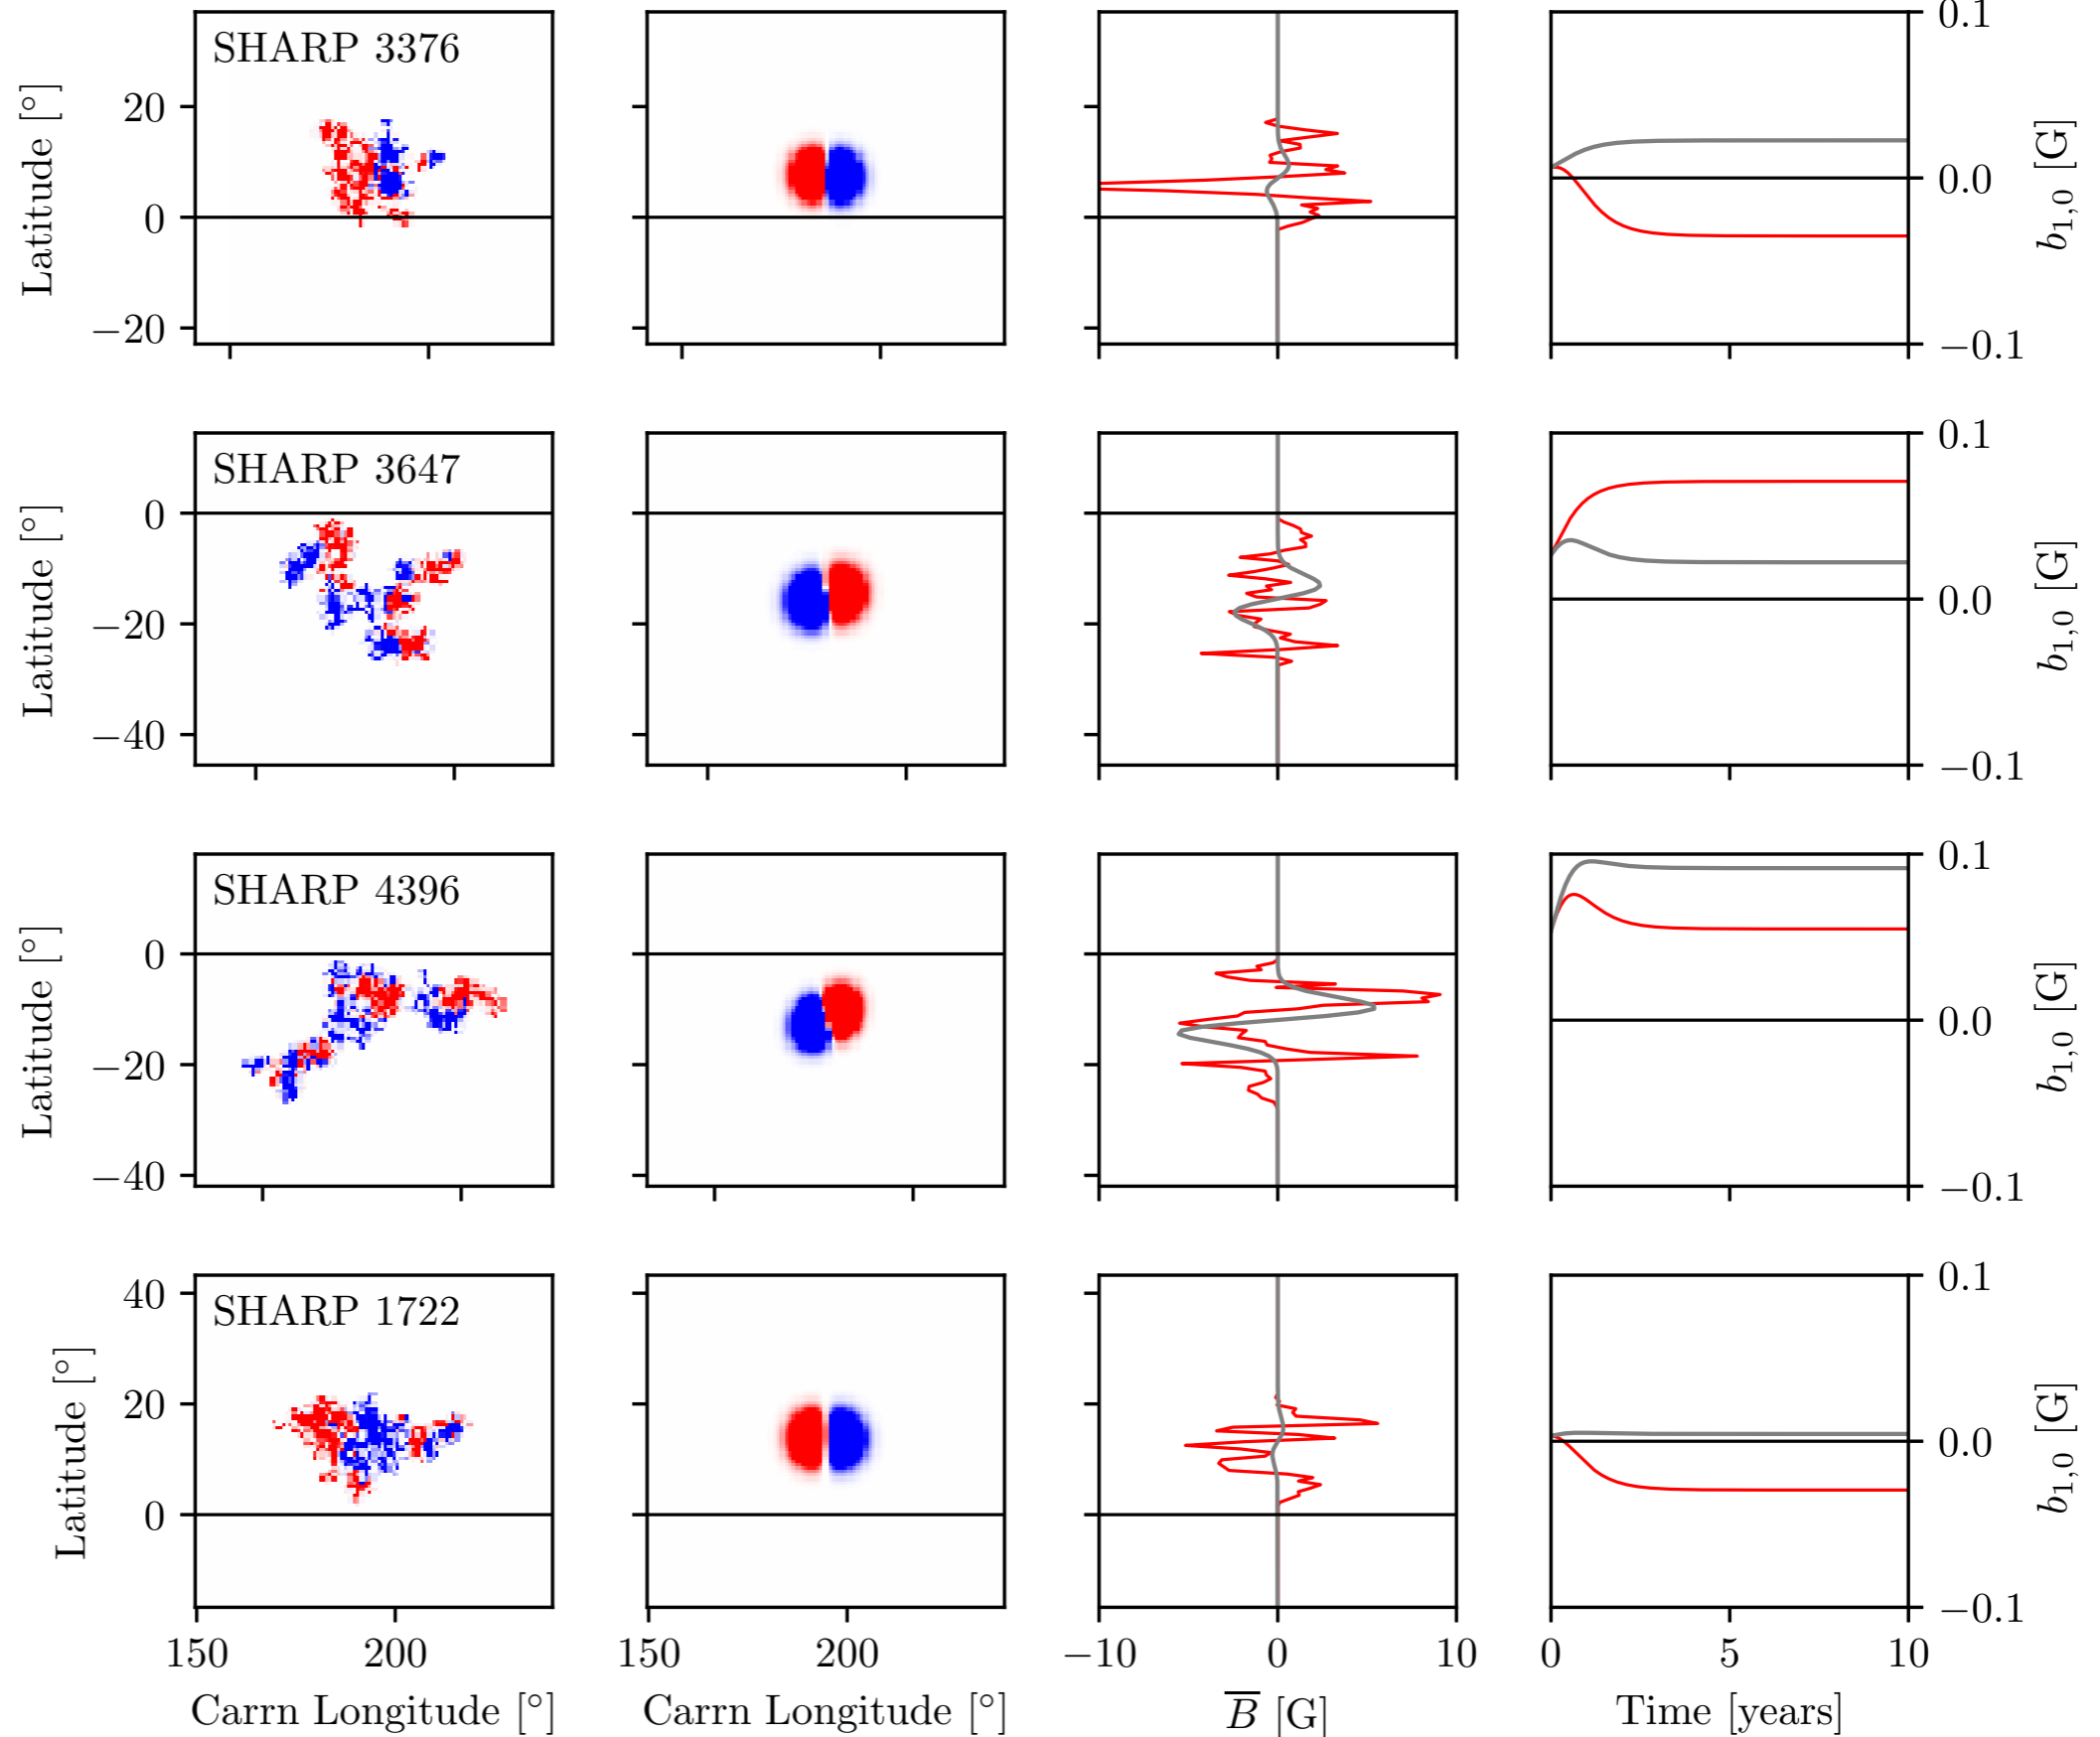 SHARP 3376
Latitude [°]
20
0
−20
0.1
0.0
−0.1
b1,0 [G]
SHARP 3647
Latitude [°]
0
−20
−40
0.1
0.0
−0.1
b1,0 [G]
SHARP 4396
Latitude [°]
0
−20
−40
0.1
0.0
−0.1
b1,0 [G]
SHARP 1722
Latitude [°]
40
20
0
0.1
0.0
−0.1
b1,0 [G]
150 200 150 200 −10 0 10 0 5 10
Carrn Longitude [°] Carrn Longitude [°] B̅ [G] Time [years]